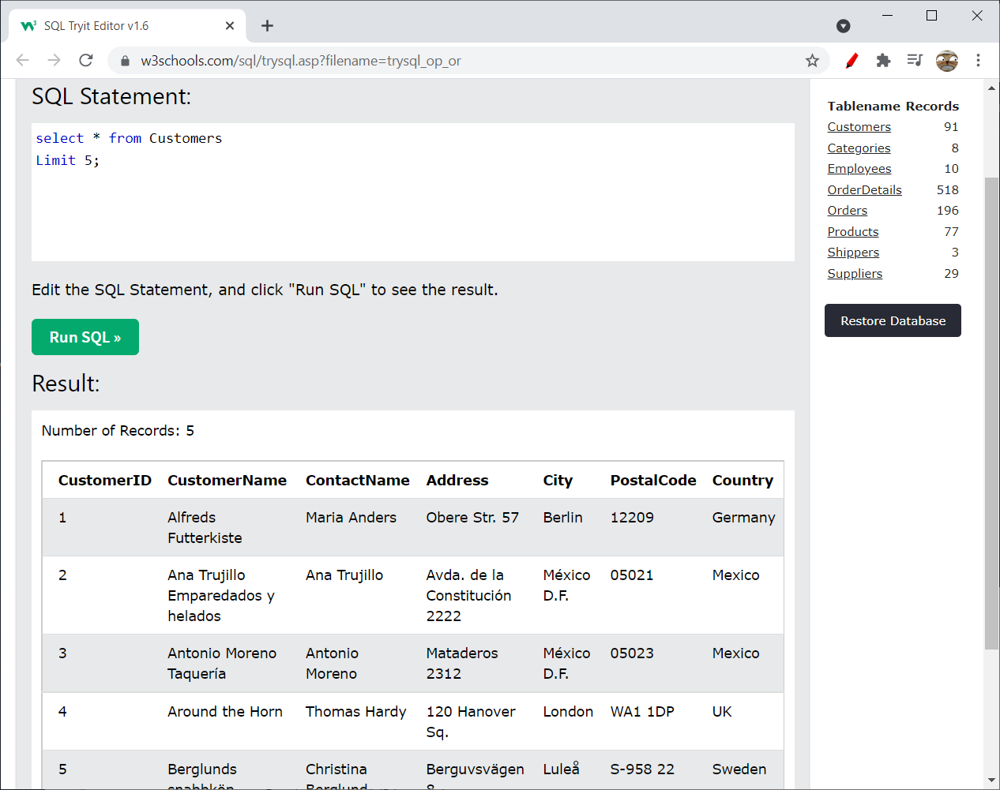 SQL Tryit Editor v1.6
w3schools.com/sql/trysql.asp?filename=trysql_op_or
SQL Statement:
select * from Customers
Limit 5;
Edit the SQL Statement, and click "Run SQL" to see the result.
Run SQL »
Result:
Number of Records: 5
CustomerID CustomerName ContactName Address City PostalCode Country
1 Alfreds Maria Anders Obere Str. 57 Berlin 12209 Germany
Futterkiste
2 Ana Trujillo Ana Trujillo Avda. de la México 05021 Mexico
Emparedados y Constitución D.F.
helados 2222
3 Antonio Moreno Antonio Mataderos México 05023 Mexico
Taquería Moreno 2312 D.F.
4 Around the Horn Thomas Hardy 120 Hanover London WA1 1DP UK
Sq.
5 Berglunds Christina Berguvsvägen Luleå S-958 22 Sweden
snabbköp Berglund 8
Tablename Records
Customers 91
Categories 8
Employees 10
OrderDetails 518
Orders 196
Products 77
Shippers 3
Suppliers 29
Restore Database